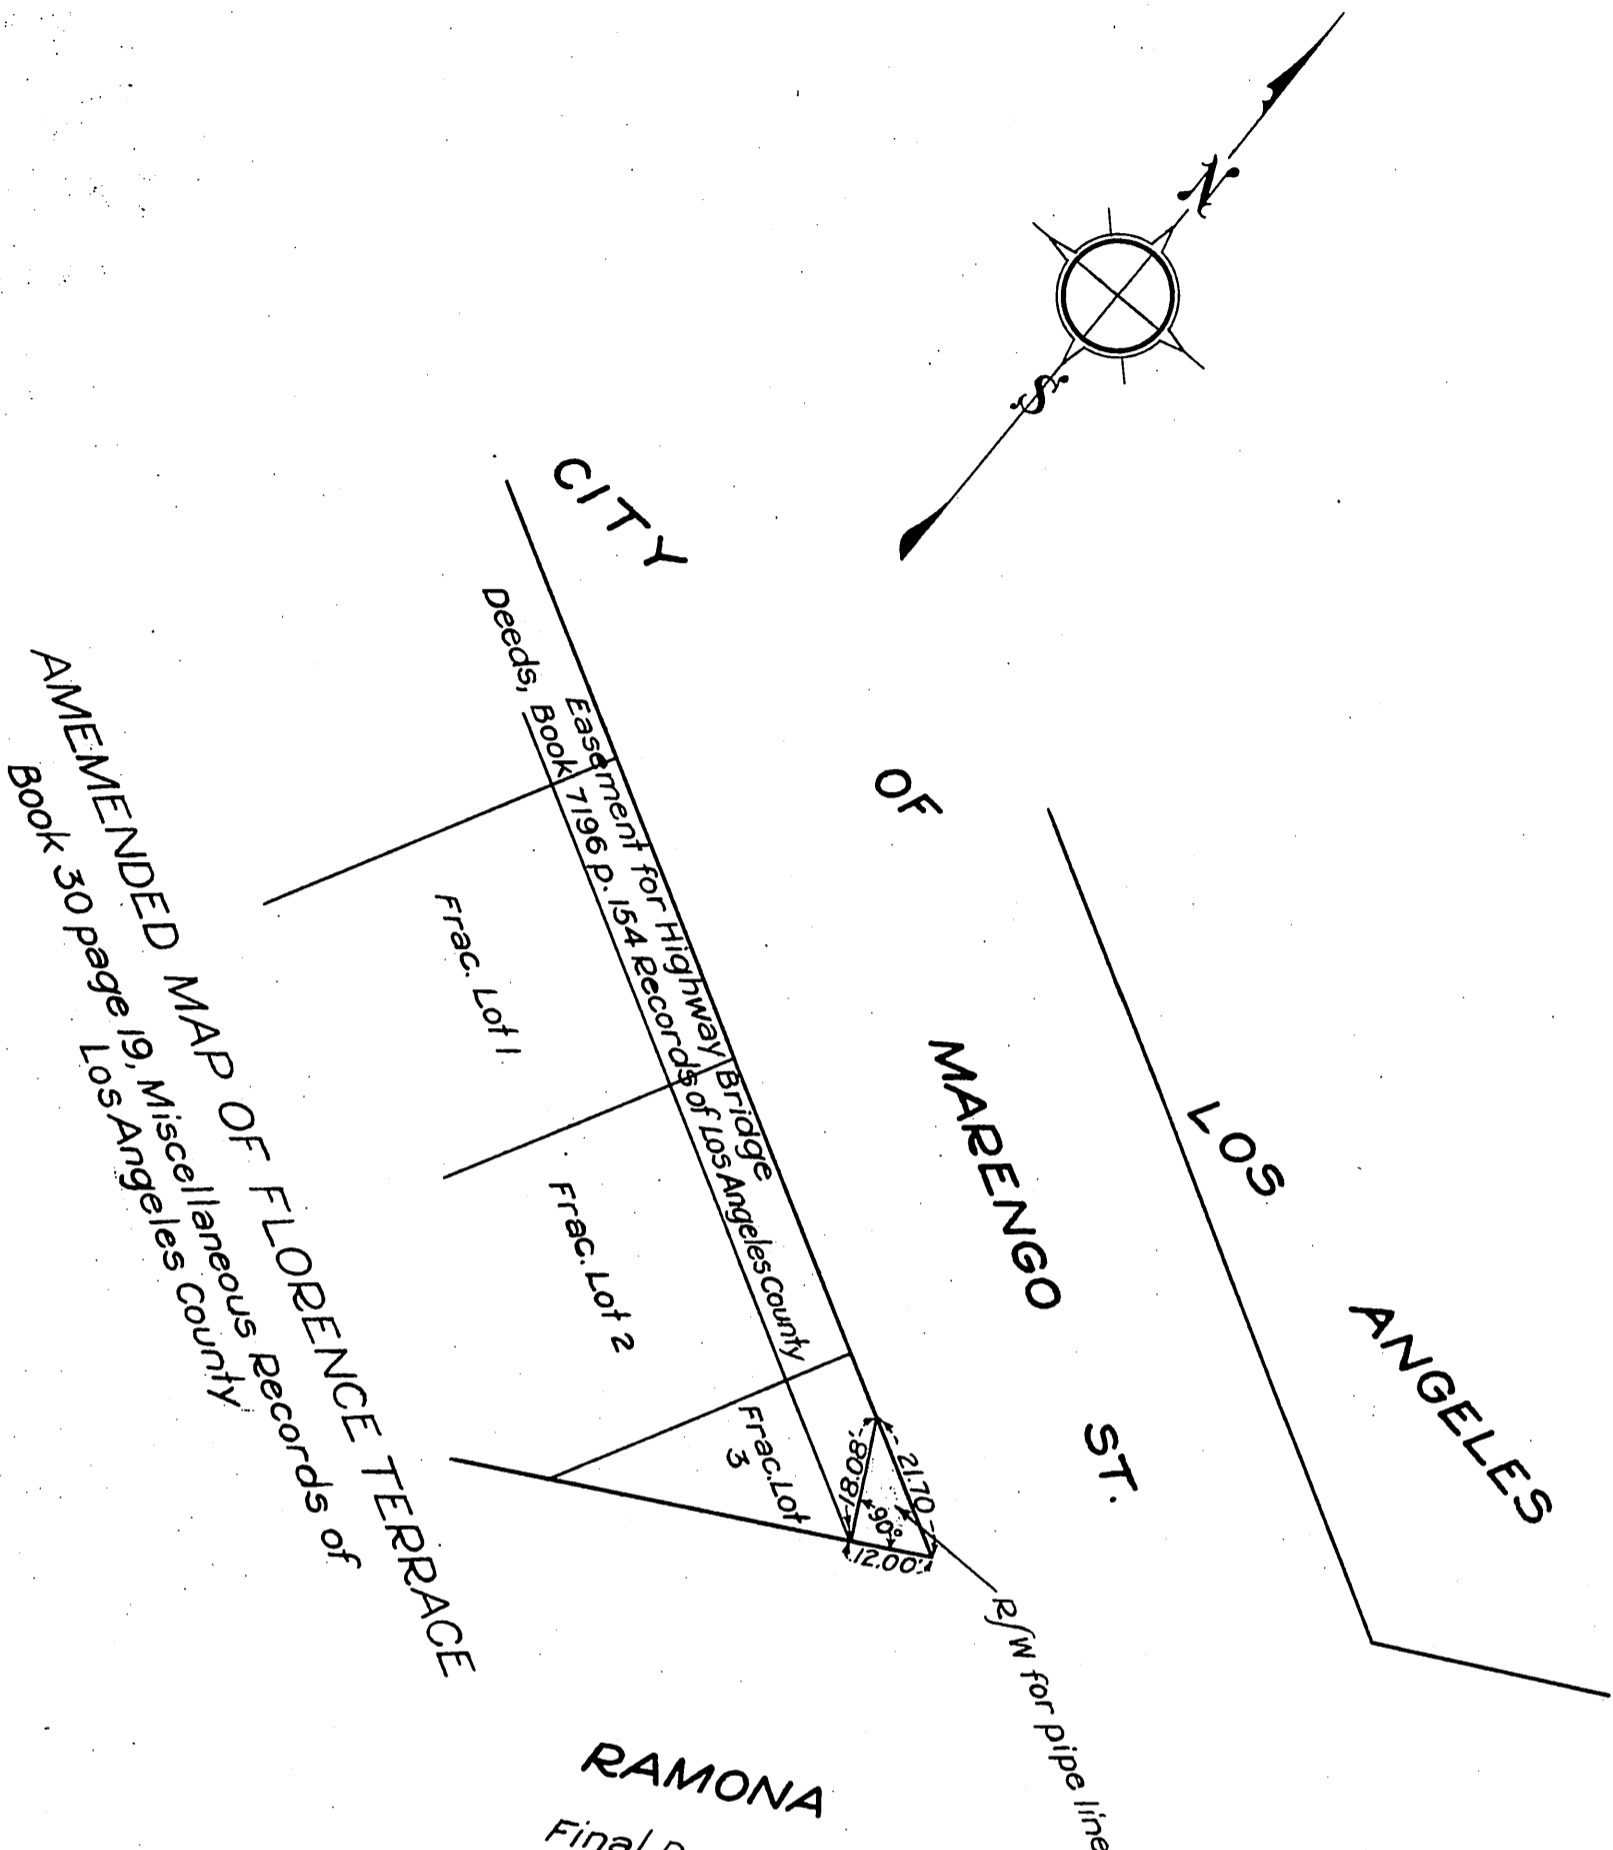 N
S
CITY
OF
LOS
ANGELES
MARENGO
ST.
Easement for Highway Bridge
Deeds, Book 7196 p. 154 Records of Los Angeles County
Frac. Lot 1.
Frac. Lot 2
Frac. Lot
3
18.08'
21.70
90°
12.00'
R/W for pipe line
AMEMENDED MAP OF FLORENCE TERRACE
Book 30 page 19, Miscellaneous Records of
Los Angeles County
RAMONA
Final